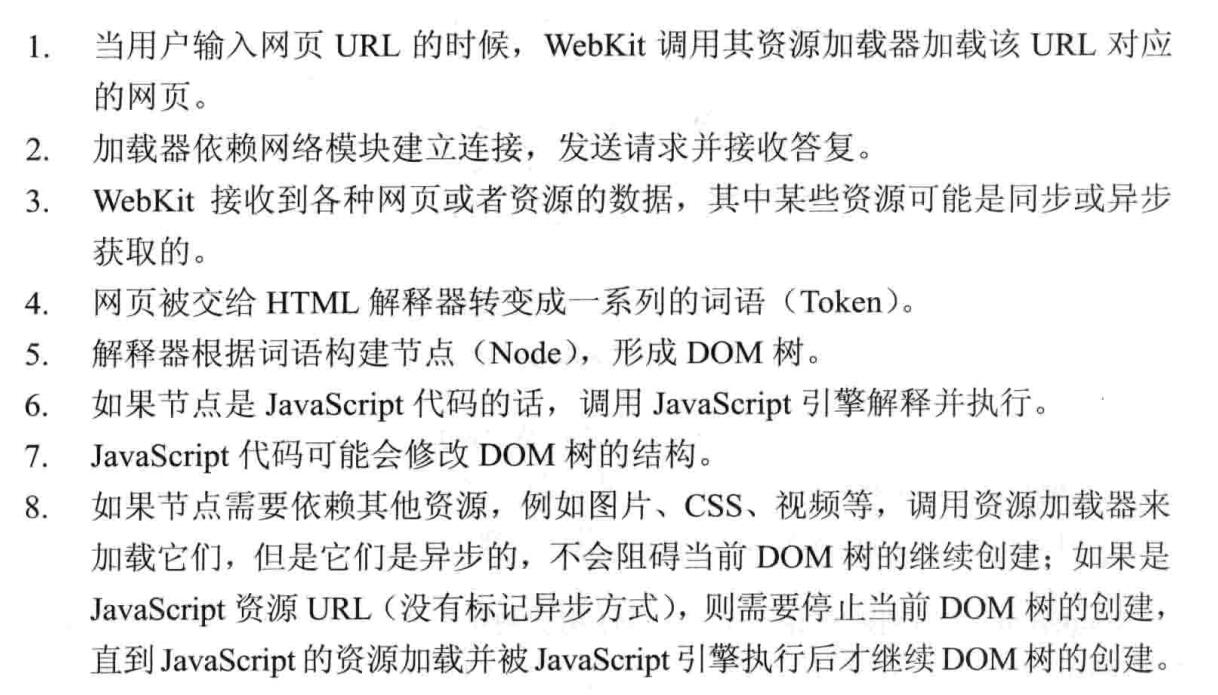 1. 当用户输入网页 URL 的时候，WebKit 调用其资源加载器加载该 URL 对应
的网页。
2. 加载器依赖网络模块建立连接，发送请求并接收答复。
3. WebKit 接收到各种网页或者资源的数据，其中某些资源可能是同步或异步
获取的。
4. 网页被交给 HTML 解释器转变成一系列的词语（Token）。
5. 解释器根据词语构建节点（Node），形成 DOM 树。
6. 如果节点是 JavaScript 代码的话，调用 JavaScript 引擎解释并执行。
7. JavaScript 代码可能会修改 DOM 树的结构。
8. 如果节点需要依赖其他资源，例如图片、CSS、视频等，调用资源加载器来
加载它们，但是它们是异步的，不会阻碍当前 DOM 树的继续创建；如果是
JavaScript 资源 URL（没有标记异步方式），则需要停止当前 DOM 树的创建，
直到 JavaScript 的资源加载并被 JavaScript 引擎执行后才继续 DOM 树的创建。